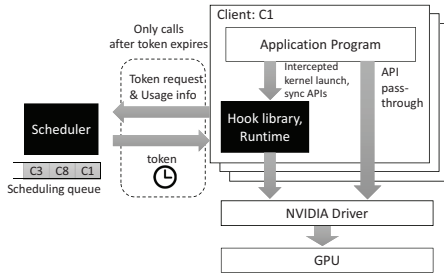 Only calls
after token expires
Client: C1
Application Program
Token request
& Usage info
Intercepted
kernel launch,
sync APIs
API
pass-
through
Scheduler
Hook library,
Runtime
token
C3 C8 C1
Scheduling queue
NVIDIA Driver
GPU